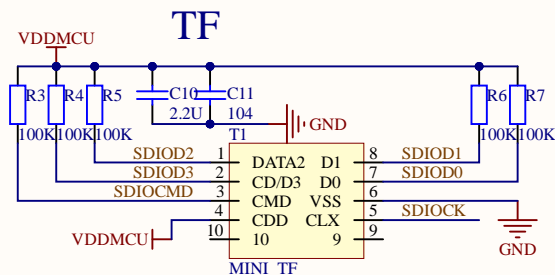 TF
VDDMCU
R3 R4 R5 C10 C11 R6 R7
100K 100K 100K 2.2U 104 GND 100K 100K
T1
SDIOD2 1 DATA2 D1 8 SDIOD1
SDIOD3 2 CD/D3 D0 7 SDIOD0
SDIOCMD 3 CMD VSS 6
4 CDD CLX 5 SDIOCK
VDDMCU 10 10 9 9
GND
MINI TF